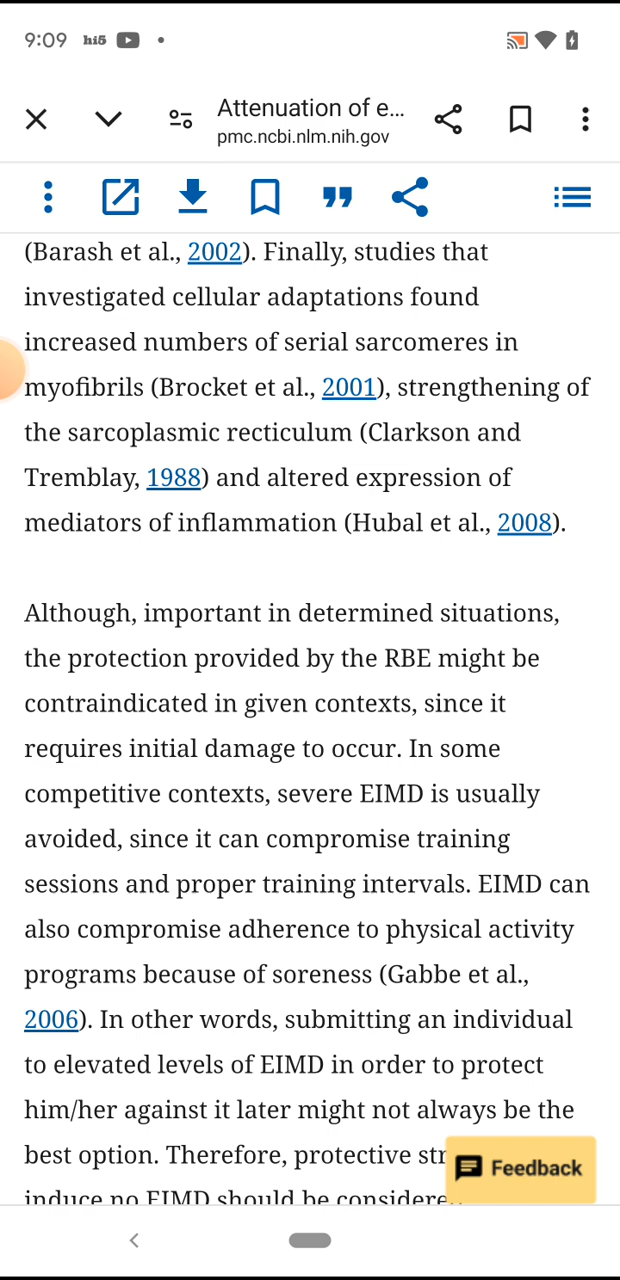 9:09 hi5
Attenuation of e...
pmc.ncbi.nlm.nih.gov
(Barash et al., 2002). Finally, studies that
investigated cellular adaptations found
increased numbers of serial sarcomeres in
myofibrils (Brocket et al., 2001), strengthening of
the sarcoplasmic recticulum (Clarkson and
Tremblay, 1988) and altered expression of
mediators of inflammation (Hubal et al., 2008).
Although, important in determined situations,
the protection provided by the RBE might be
contraindicated in given contexts, since it
requires initial damage to occur. In some
competitive contexts, severe EIMD is usually
avoided, since it can compromise training
sessions and proper training intervals. EIMD can
also compromise adherence to physical activity
programs because of soreness (Gabbe et al.,
2006). In other words, submitting an individual
to elevated levels of EIMD in order to protect
him/her against it later might not always be the
best option. Therefore, protective str
Feedback
induce no EIMD should be considere